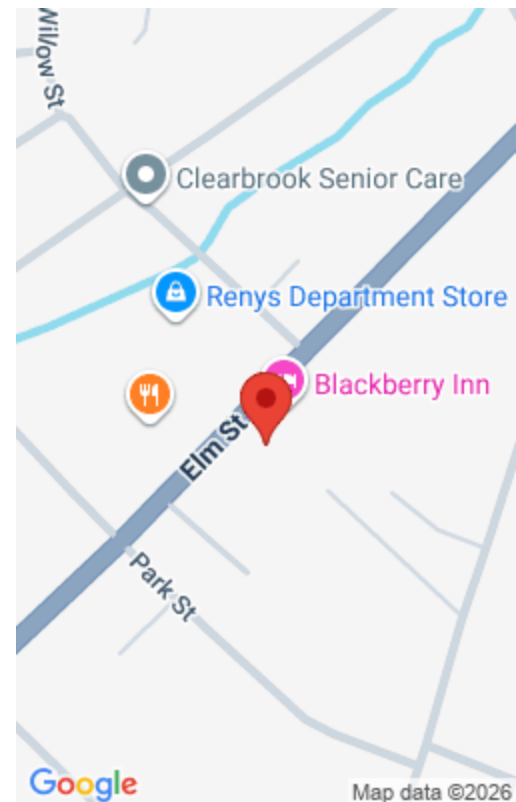 Willow St
Clearbrook Senior Care
Renys Department Store
Blackberry Inn
Elm St
Park St
Google
Map data ©2026